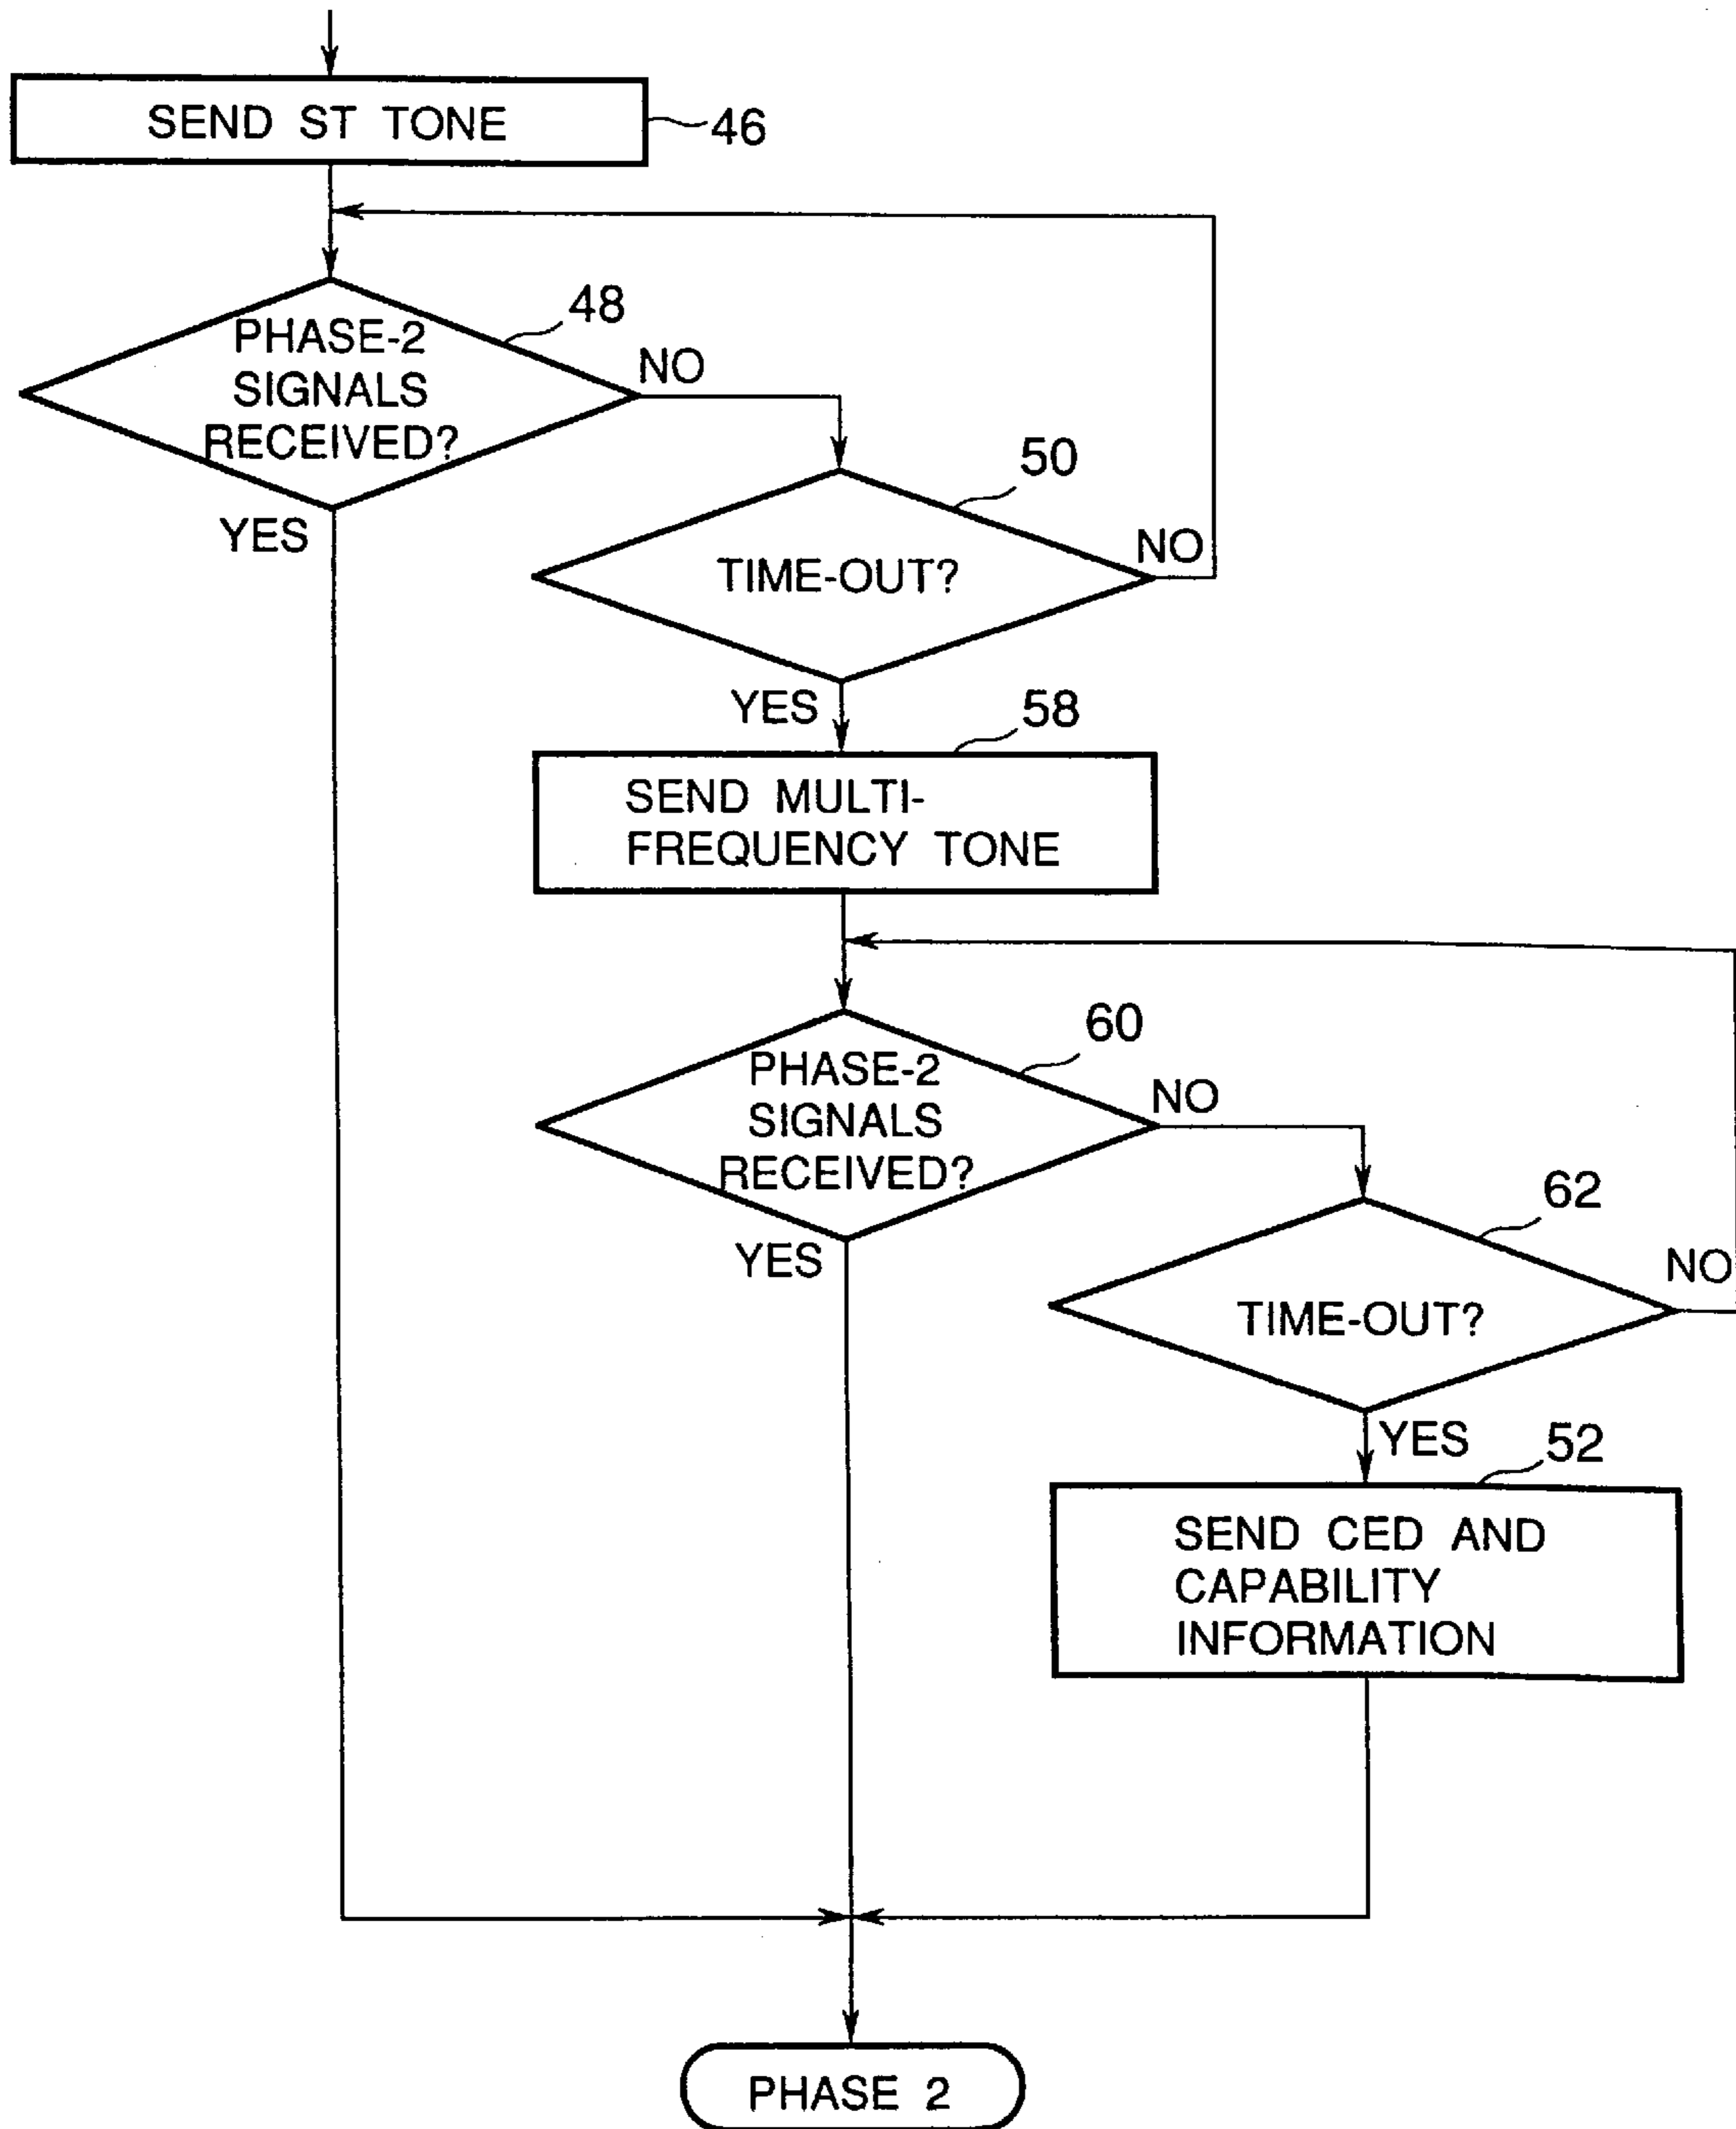 SEND ST TONE
46
PHASE-2
SIGNALS
RECEIVED?
48
NO
YES
50
TIME-OUT?
NO
YES
58
SEND MULTI-
FREQUENCY TONE
60
PHASE-2
SIGNALS
RECEIVED?
NO
YES
62
TIME-OUT?
NO
YES
52
SEND CED AND
CAPABILITY
INFORMATION
PHASE 2